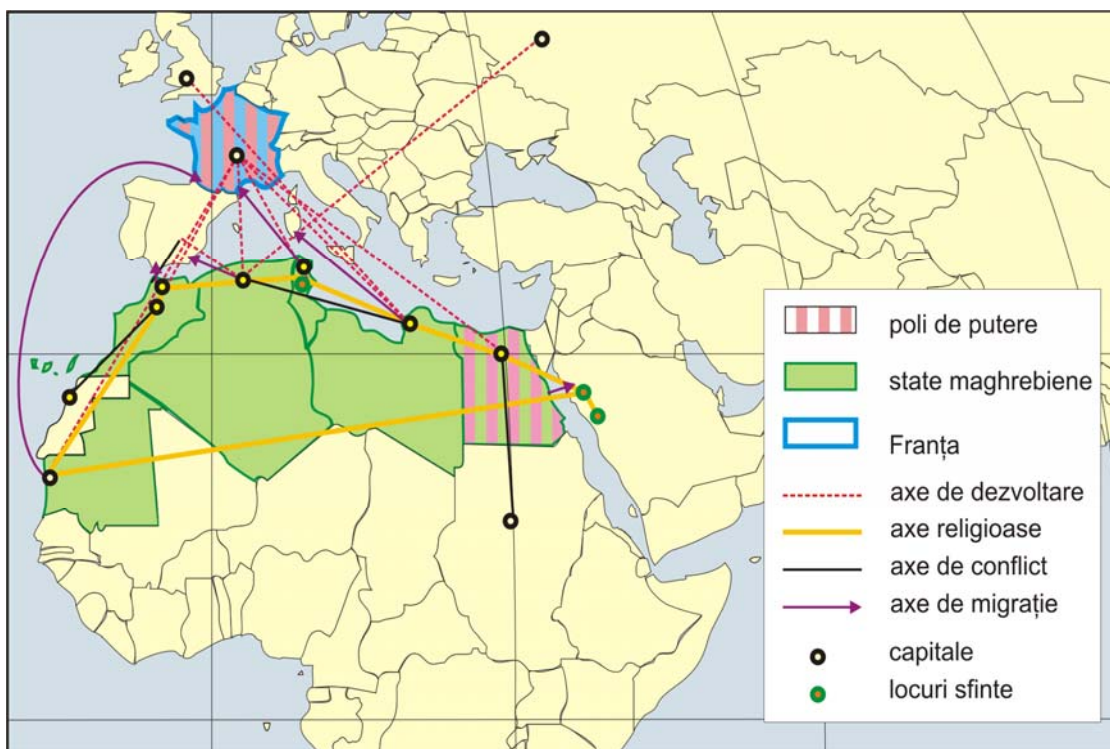 poli de putere
state maghrebiene
Franța
axe de dezvoltare
axe religioase
axe de conflict
axe de migrație
capitale
locuri sfinte